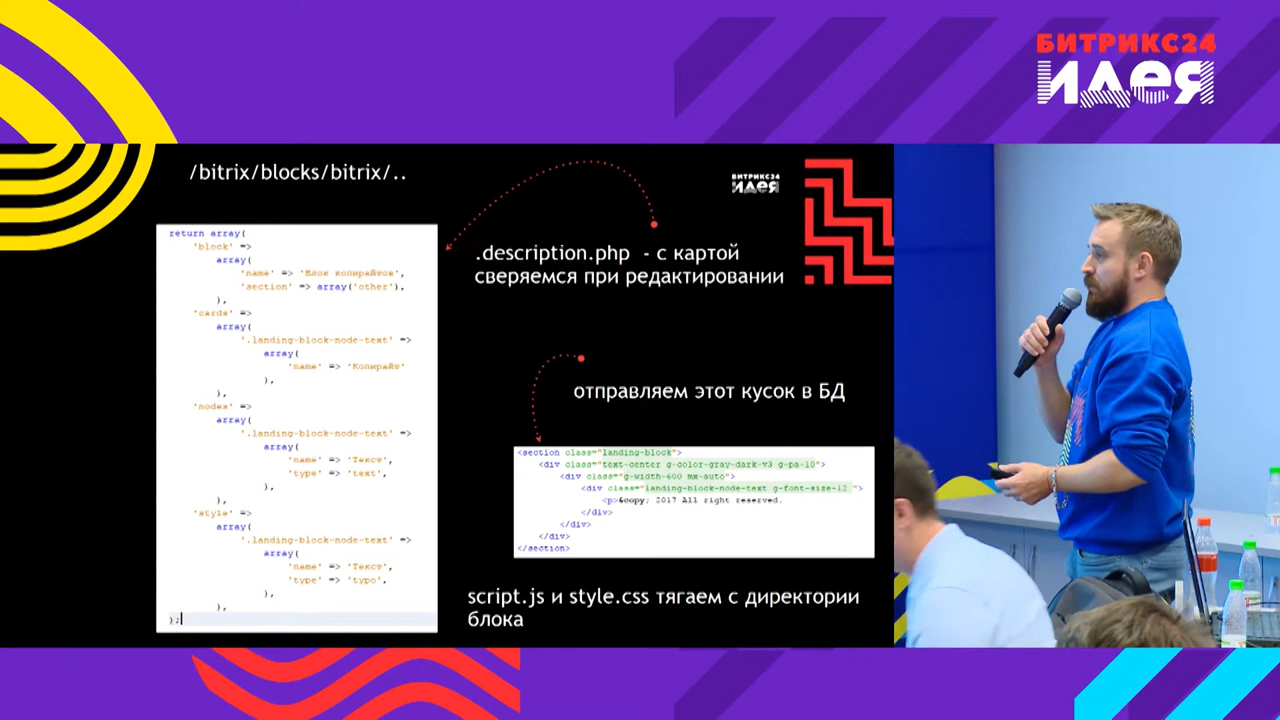 БИТРИКС24
идея
/bitrix/blocks/bitrix/..
БИТРИКС24
идея
.description.php - с картой
сверяемся при редактировании
return array(
'block' =>
array(
'name' => 'Блок копирайтов',
'section' => array('other'),
),
'cards' =>
array(
'.landing-block-node-text' =>
array(
'name' => 'Копирайт'
),
),
'nodes' =>
array(
'.landing-block-node-text' =>
array(
'name' => 'Текст',
'type' => 'text',
),
),
'style' =>
array(
'.landing-block-node-text' =>
array(
'name' => 'Текст',
'type' => 'typo',
),
),
);
отправляем этот кусок в БД
<section class="landing-block">
<div class="text-center g-color-gray-dark-v3 g-pa-10">
<div class="g-width-600 mx-auto">
<div class="landing-block-node-text g-font-size-12 ">
<p>&copy; 2017 All right reserved.
</div>
</div>
</div>
</section>
script.js и style.css тягаем с директории
блока